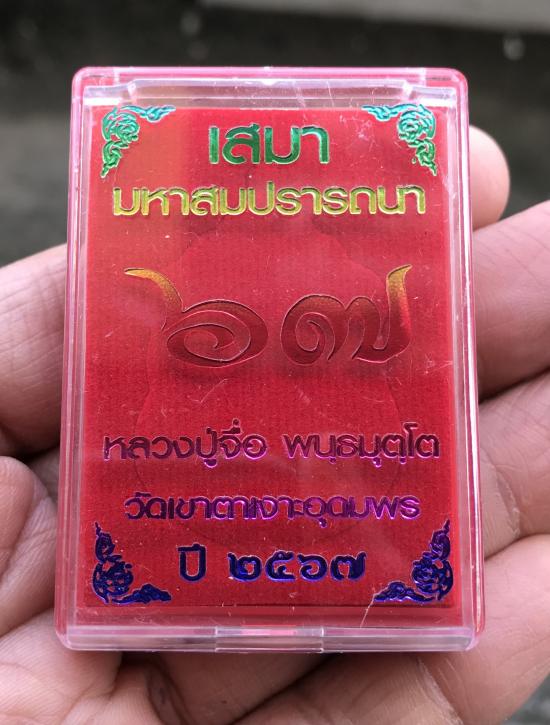 เสมา
มหาสมปรารถนา
๖๗
หลวงปู่จื่อ พนฺธมุตฺโต
วัดเขาตาเงาะอุดมพร
ปี ๒๕๖๗